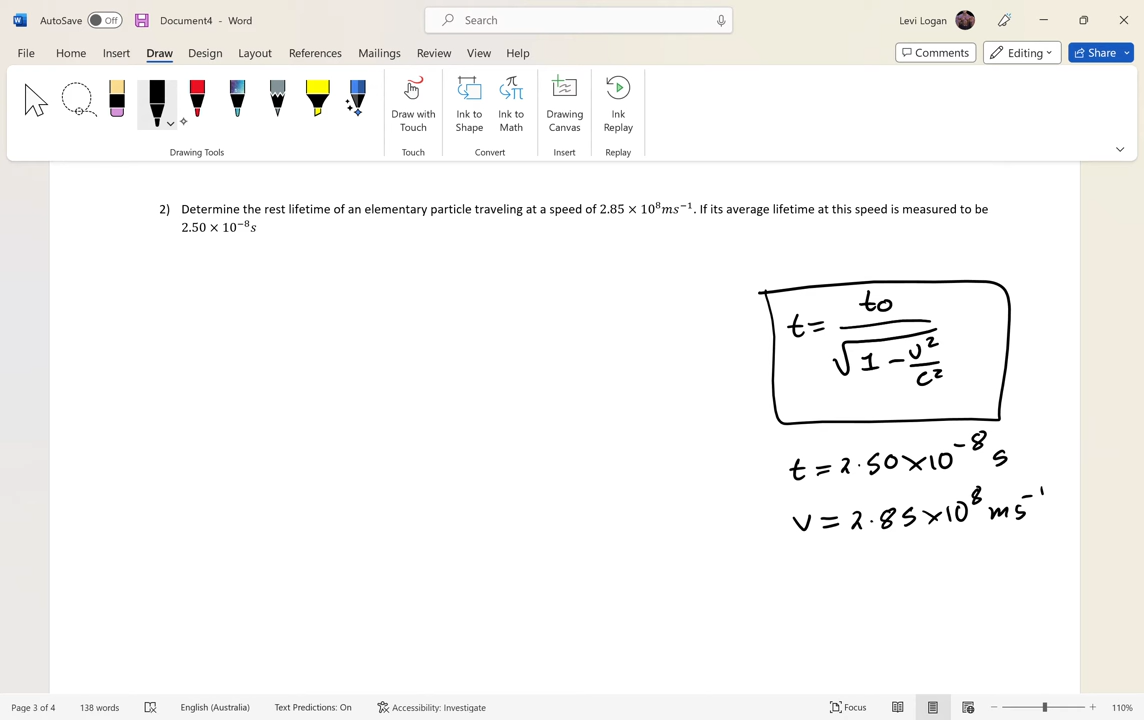 AutoSave Off Document4 - Word Search Levi Logan
File Home Insert Draw Design Layout References Mailings Review View Help Comments Editing Share
Draw with Touch
Ink to Shape
Ink to Math
Drawing Canvas
Ink Replay
Drawing Tools Touch Convert Insert Replay
2) Determine the rest lifetime of an elementary particle traveling at a speed of 2.85 × 10⁸ms⁻¹. If its average lifetime at this speed is measured to be
2.50 × 10⁻⁸s
t = t₀ / √(1 - v²/c²)
t = 2.50×10⁻⁸ s
v = 2.85×10⁸ ms⁻¹
Page 3 of 4 138 words English (Australia) Text Predictions: On Accessibility: Investigate Focus 110%